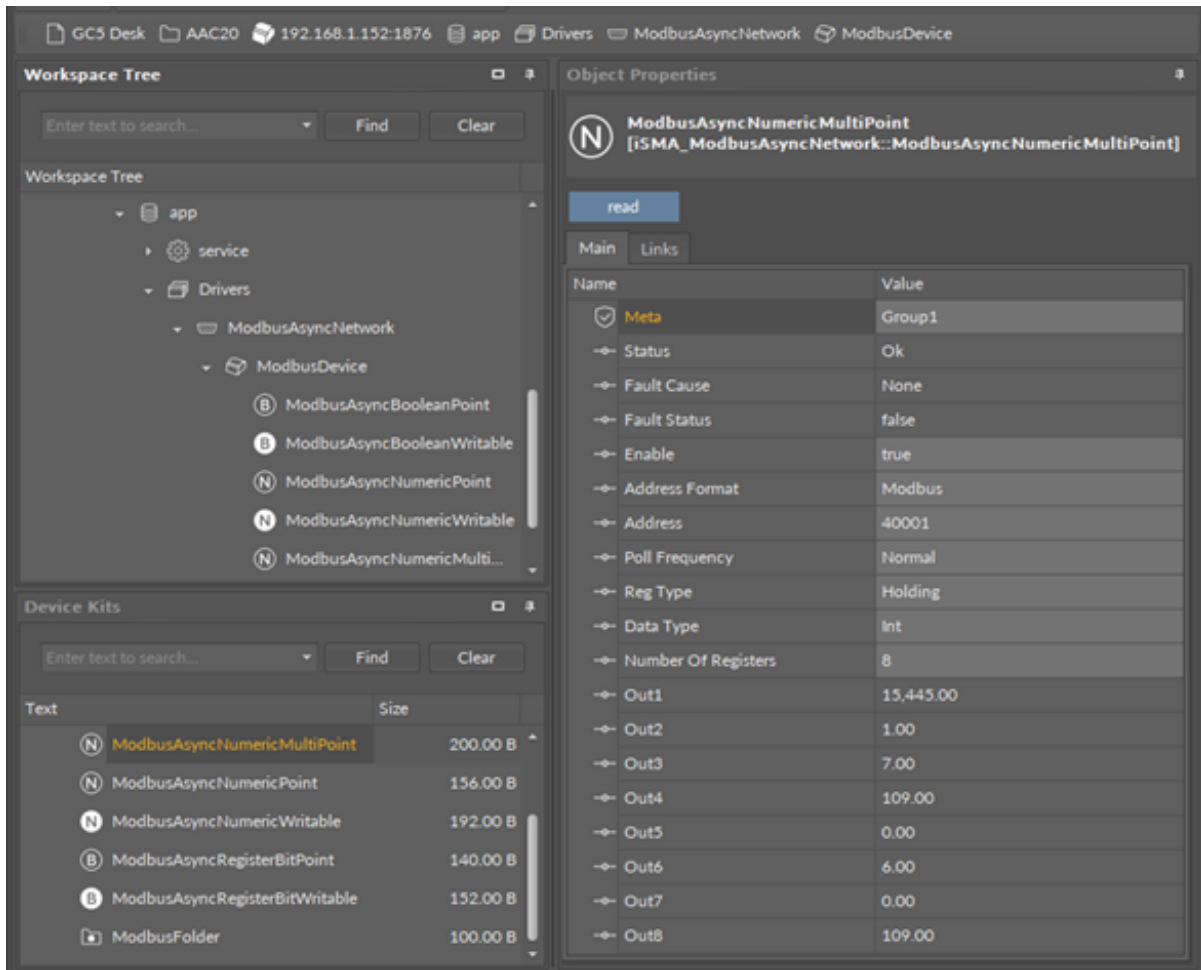 GC5 Desk AAC20 192.168.1.152:1876 app Drivers ModbusAsyncNetwork ModbusDevice
Workspace Tree
Enter text to search...
Find
Clear
Workspace Tree
app
service
Drivers
ModbusAsyncNetwork
ModbusDevice
B ModbusAsyncBooleanPoint
B ModbusAsyncBooleanWritable
N ModbusAsyncNumericPoint
N ModbusAsyncNumericWritable
N ModbusAsyncNumericMulti...
Device Kits
Enter text to search...
Find
Clear
Text Size
N ModbusAsyncNumericMultiPoint 200.00 B
N ModbusAsyncNumericPoint 156.00 B
N ModbusAsyncNumericWritable 192.00 B
B ModbusAsyncRegisterBitPoint 140.00 B
B ModbusAsyncRegisterBitWritable 152.00 B
ModbusFolder 100.00 B
Object Properties
N
ModbusAsyncNumericMultiPoint
[iSMA_ModbusAsyncNetwork::ModbusAsyncNumericMultiPoint]
read
Main Links
Name Value
Meta Group1
Status Ok
Fault Cause None
Fault Status false
Enable true
Address Format Modbus
Address 40001
Poll Frequency Normal
Reg Type Holding
Data Type Int
Number Of Registers 8
Out1 15,445.00
Out2 1.00
Out3 7.00
Out4 109.00
Out5 0.00
Out6 6.00
Out7 0.00
Out8 109.00